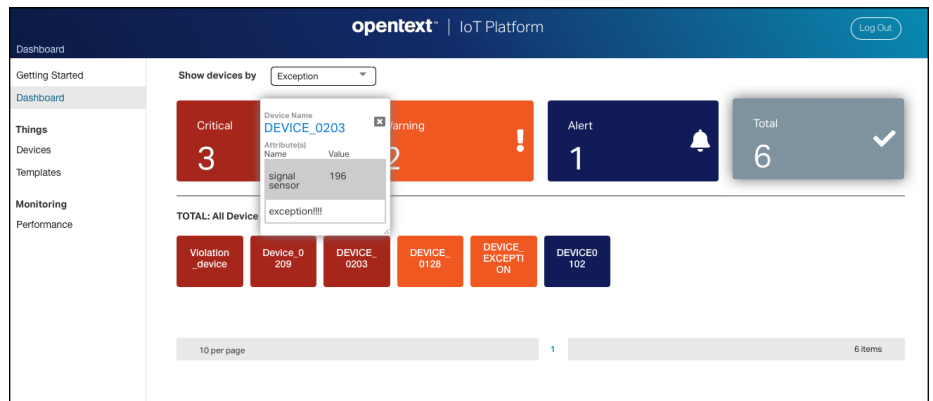 opentext™ | IoT Platform
Log Out
Dashboard
Getting Started
Dashboard
Things
Devices
Templates
Monitoring
Performance
Show devices by
Exception
Critical
3
Device Name
DEVICE_0203
Attribute(s)
Name Value
signal
sensor
196
exception!!!!
arning
2
!
Alert
1
Total
6
TOTAL: All Device
Violation
_device
Device_0
209
DEVICE_
0203
DEVICE_
0128
DEVICE_
EXCEPTI
ON
DEVICE0
102
10 per page
1
6 items